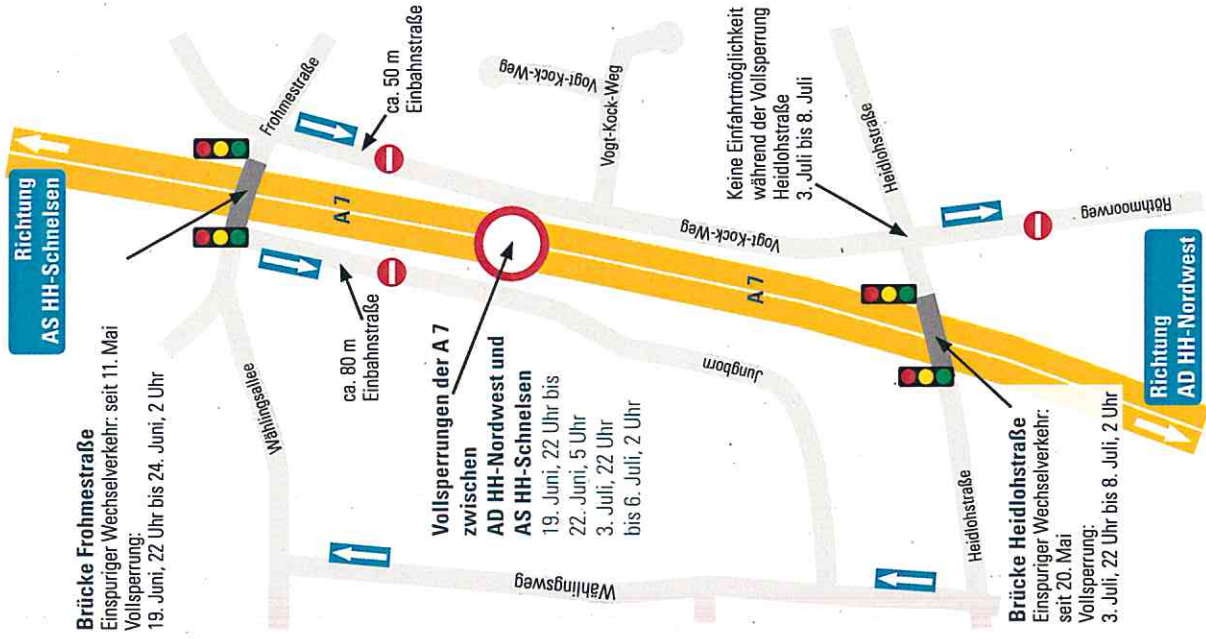 Richtung
AS HH-Schnelsen
Brücke Frohmestraße
Einspuriger Wechselverkehr: seit 11. Mai
Vollsperrung:
19. Juni, 22 Uhr bis 24. Juni, 2 Uhr
Frohmestraße
ca. 50 m
Einbahnstraße
Wählingsallee
ca. 80 m
Einbahnstraße
A 7
Vogt-Kock-Weg
Vogt-Kock-Weg
Vollsperrungen der A 7
zwischen
AD HH-Nordwest und
AS HH-Schnelsen
19. Juni, 22 Uhr bis
22. Juni, 5 Uhr
3. Juli, 22 Uhr
bis 6. Juli, 2 Uhr
Keine Einfahrtmöglichkeit
während der Vollsperrung
Heidlohstraße
3. Juli bis 8. Juli
Vogt-Kock-Weg
A 7
Jungborn
Wählingsweg
Heidlohstraße
Röthmoorweg
Heidlohstraße
Brücke Heidlohstraße
Einspuriger Wechselverkehr:
seit 20. Mai
Vollsperrung:
3. Juli, 22 Uhr bis 8. Juli, 2 Uhr
Richtung
AD HH-Nordwest